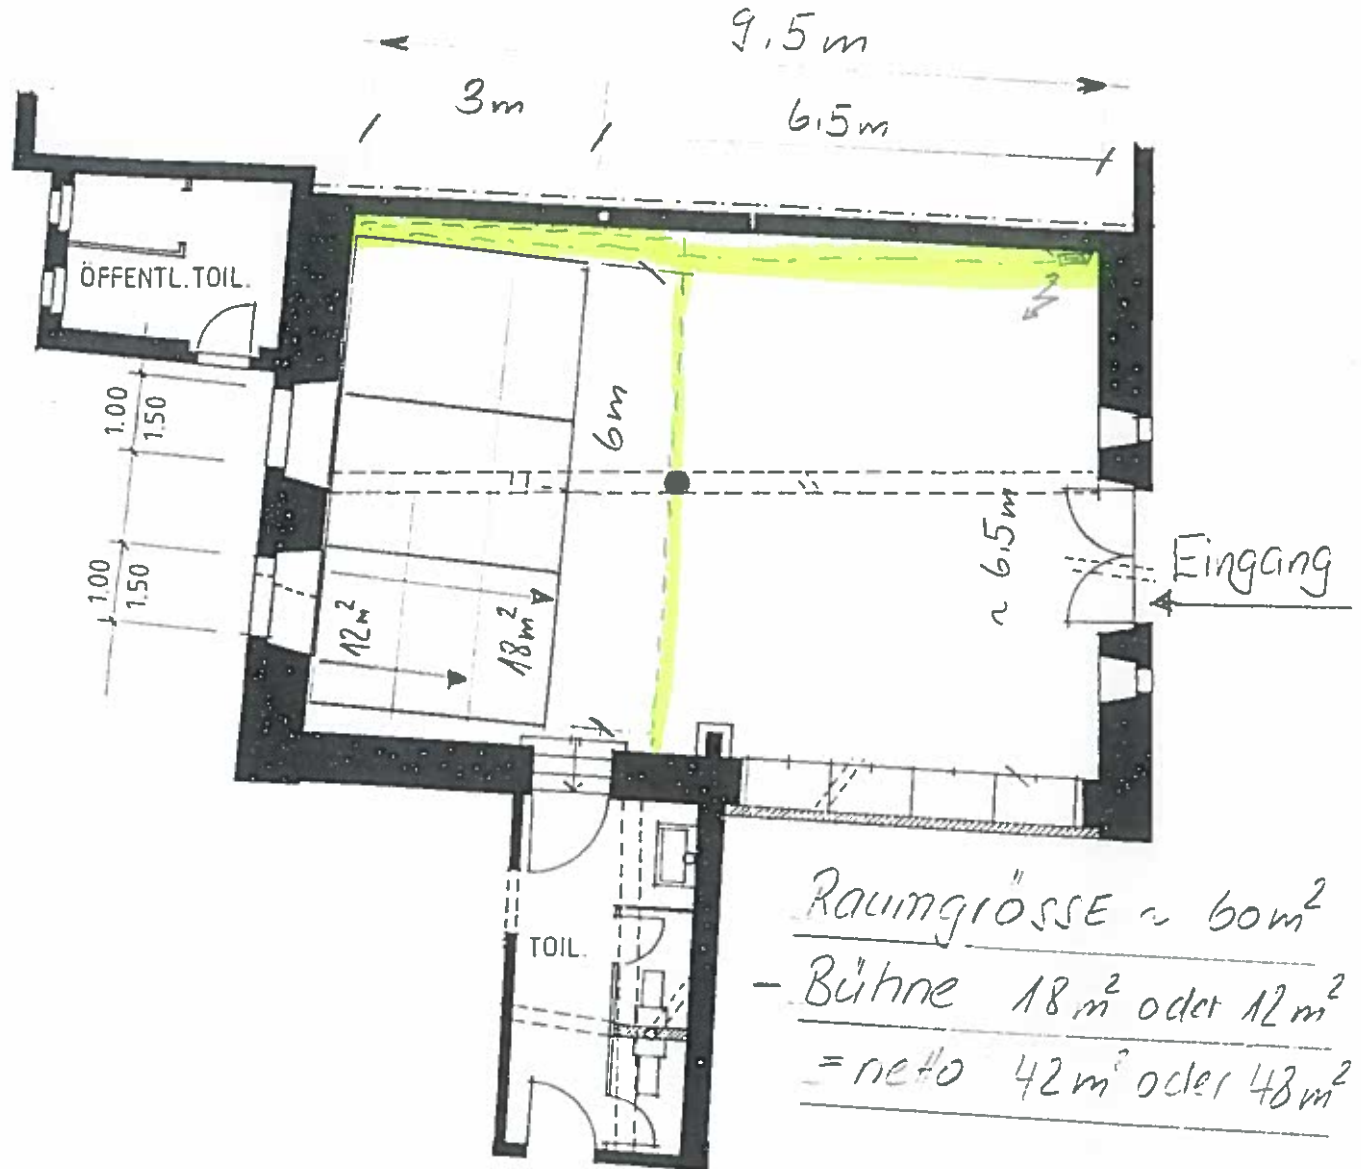 9.5m
3m
6.5m
ÖFFENTL. TOIL.
1.00
1.50
6m
~ 6.5m
1.00
1.50
12m²
18m²
Eingang
TOIL.
RaumgrössE ~ 60m²
- Bühne 18m² oder 12m²
= netto 42m² oder 48m²